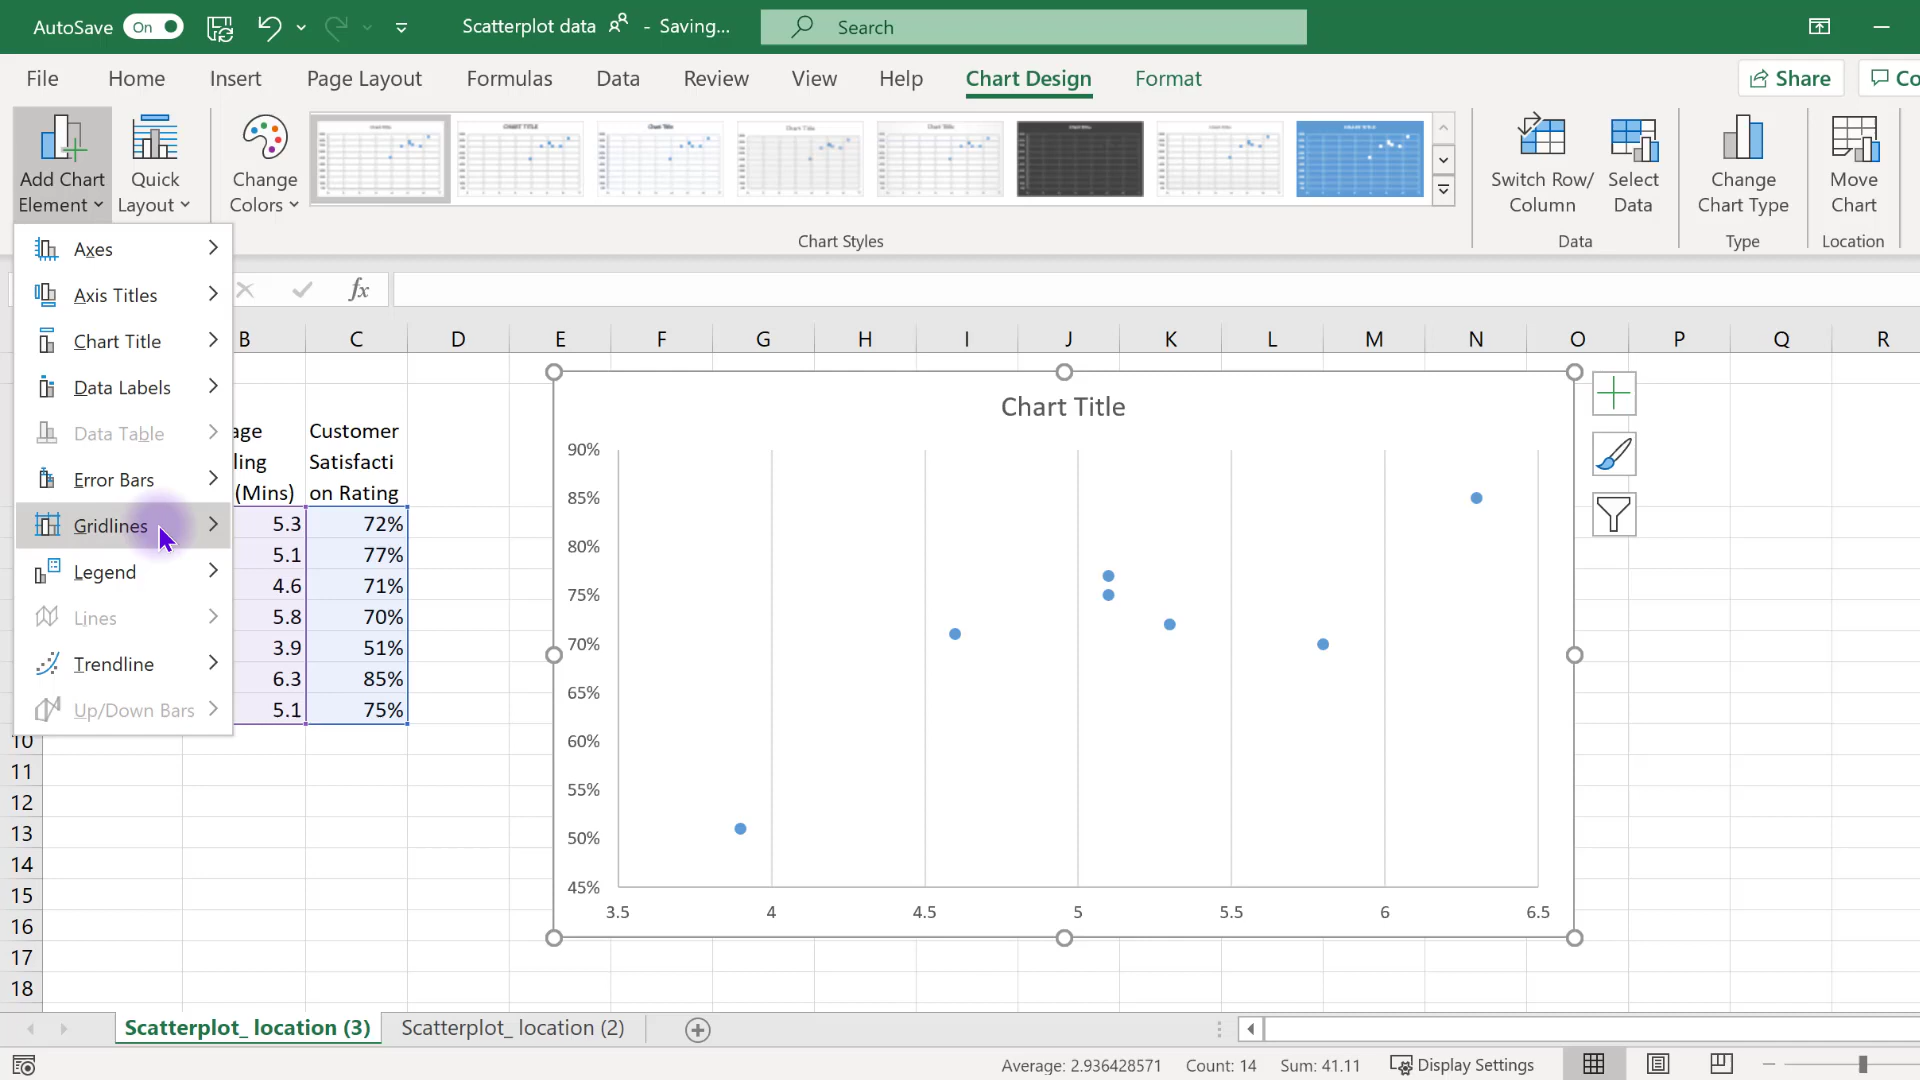 AutoSave On Scatterplot data - Saving... Search
File Home Insert Page Layout Formulas Data Review View Help Chart Design Format Share Co
Add Chart Element
Quick Layout
Change Colors
Chart Styles
Switch Row/ Column
Select Data
Data
Change Chart Type
Type
Move Chart
Location
Axes
Axis Titles
Chart Title
Data Labels
Data Table
Error Bars
Gridlines
Legend
Lines
Trendline
Up/Down Bars
fx
B C D E F G H I J K L M N O P Q R
age Customer
ling Satisfacti
(Mins) on Rating
5.3 72%
5.1 77%
4.6 71%
5.8 70%
3.9 51%
6.3 85%
5.1 75%
10
11
12
13
14
15
16
17
18
Chart Title
90%
85%
80%
75%
70%
65%
60%
55%
50%
45%
3.5 4 4.5 5 5.5 6 6.5
Scatterplot_ location (3) Scatterplot_ location (2)
Average: 2.936428571 Count: 14 Sum: 41.11 Display Settings